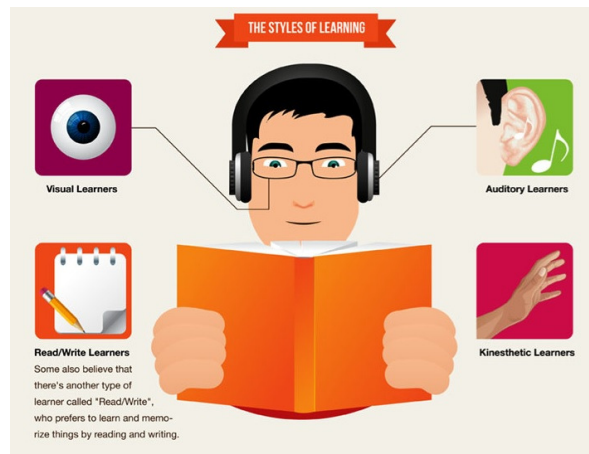 THE STYLES OF LEARNING
Visual Learners
Auditory Learners
Read/Write Learners
Some also believe that
there's another type of
learner called "Read/Write",
who prefers to learn and memo-
rize things by reading and writing.
Kinesthetic Learners